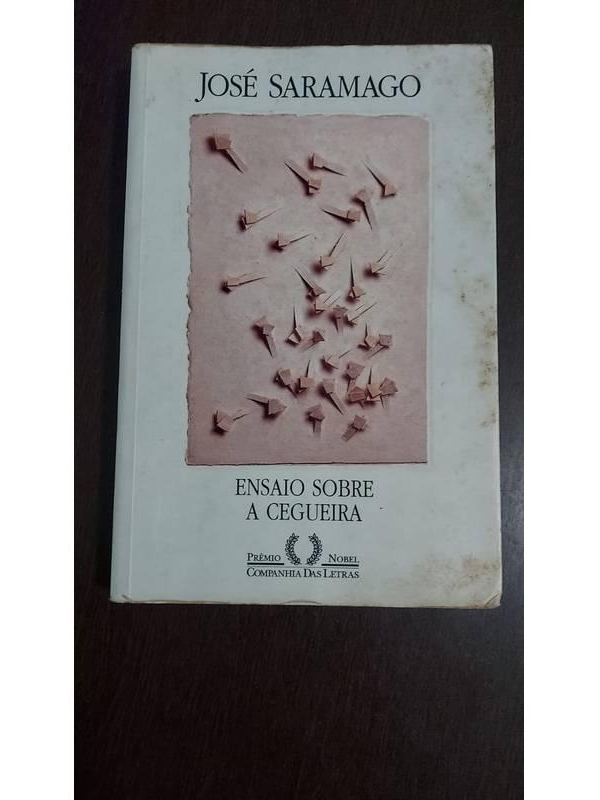 JOSÉ SARAMAGO
ENSAIO SOBRE
A CEGUEIRA
PRÊMIO NOBEL
COMPANHIA DAS LETRAS